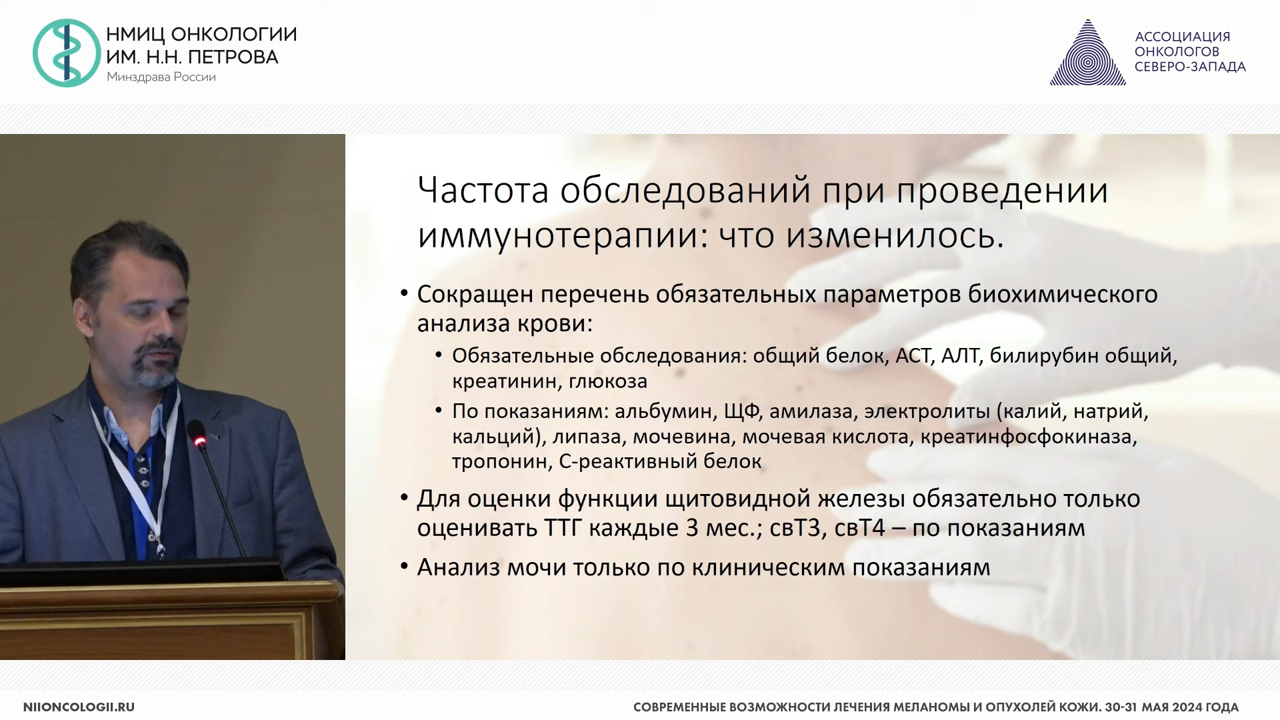 НМИЦ ОНКОЛОГИИ
ИМ. Н.Н. ПЕТРОВА
Минздрава России
АССОЦИАЦИЯ
ОНКОЛОГОВ
СЕВЕРО-ЗАПАДА
Частота обследований при проведении
иммунотерапии: что изменилось.
• Сокращен перечень обязательных параметров биохимического
анализа крови:
• Обязательные обследования: общий белок, АСТ, АЛТ, билирубин общий,
креатинин, глюкоза
• По показаниям: альбумин, ЩФ, амилаза, электролиты (калий, натрий,
кальций), липаза, мочевина, мочевая кислота, креатинфосфокиназа,
тропонин, С-реактивный белок
• Для оценки функции щитовидной железы обязательно только
оценивать ТТГ каждые 3 мес.; свТ3, свТ4 – по показаниям
• Анализ мочи только по клиническим показаниям
NIIONCOLOGII.RU
СОВРЕМЕННЫЕ ВОЗМОЖНОСТИ ЛЕЧЕНИЯ МЕЛАНОМЫ И ОПУХОЛЕЙ КОЖИ. 30-31 МАЯ 2024 ГОДА